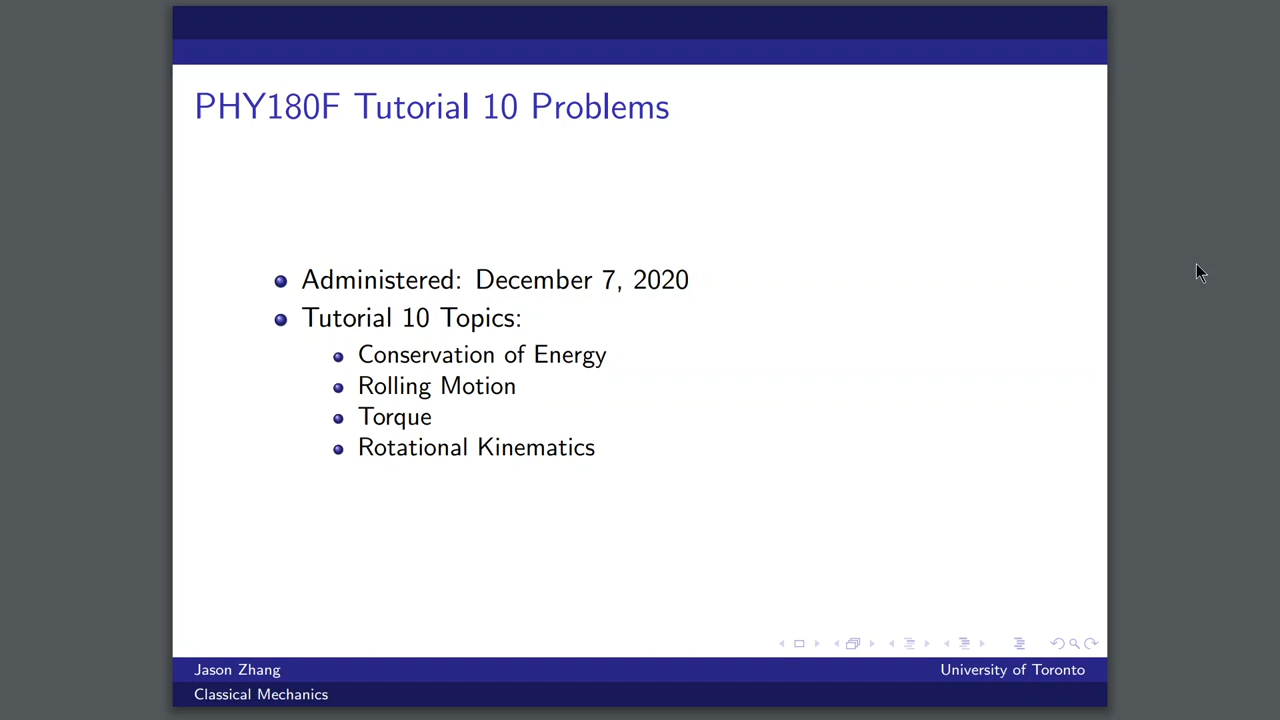 PHY180F Tutorial 10 Problems
Administered: December 7, 2020
Tutorial 10 Topics:
Conservation of Energy
Rolling Motion
Torque
Rotational Kinematics
Jason Zhang
University of Toronto
Classical Mechanics